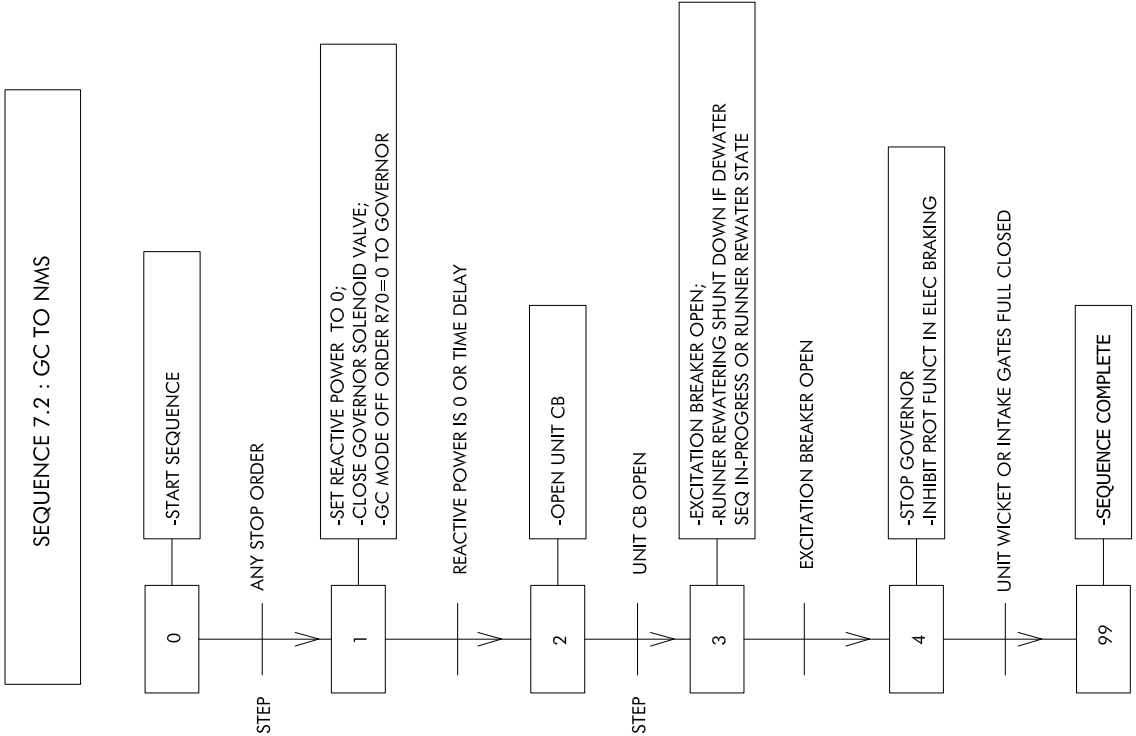 SEQUENCE 7.2 : GC TO NMS
0
-START SEQUENCE
STEP
ANY STOP ORDER
1
-SET REACTIVE POWER TO 0;
-CLOSE GOVERNOR SOLENOID VALVE;
-GC MODE OFF ORDER R70=0 TO GOVERNOR
REACTIVE POWER IS 0 OR TIME DELAY
2
-OPEN UNIT CB
STEP
UNIT CB OPEN
3
-EXCITATION BREAKER OPEN;
-RUNNER REWATERING SHUNT DOWN IF DEWATER
SEQ IN-PROGRESS OR RUNNER REWATER STATE
EXCITATION BREAKER OPEN
4
-STOP GOVERNOR
-INHIBIT PROT FUNCT IN ELEC BRAKING
UNIT WICKET OR INTAKE GATES FULL CLOSED
99
-SEQUENCE COMPLETE